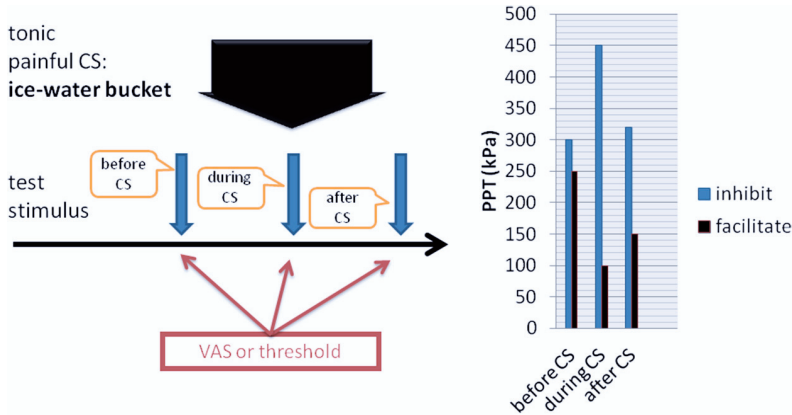 tonic
painful CS:
ice-water bucket
before
CS
during
CS
after
CS
test
stimulus
VAS or threshold
500
450
400
350
300
250
200
150
100
50
0
PPT (kPa)
before CS
during CS
after CS
inhibit
facilitate